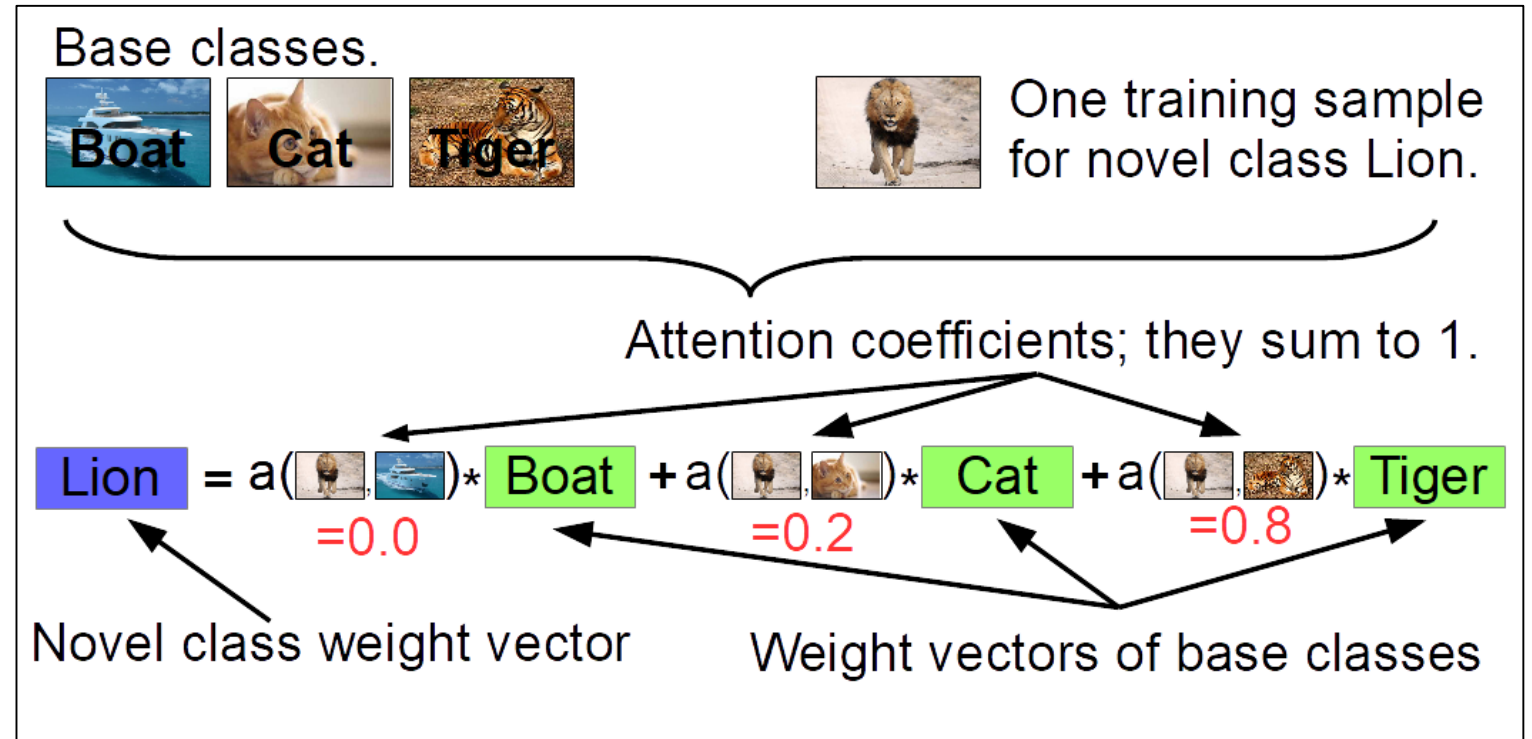 Base classes.
Boat Cat Tiger
One training sample
for novel class Lion.
Attention coefficients; they sum to 1.
Lion = a( , )* Boat + a( , )* Cat + a( , )* Tiger
=0.0 =0.2 =0.8
Novel class weight vector
Weight vectors of base classes